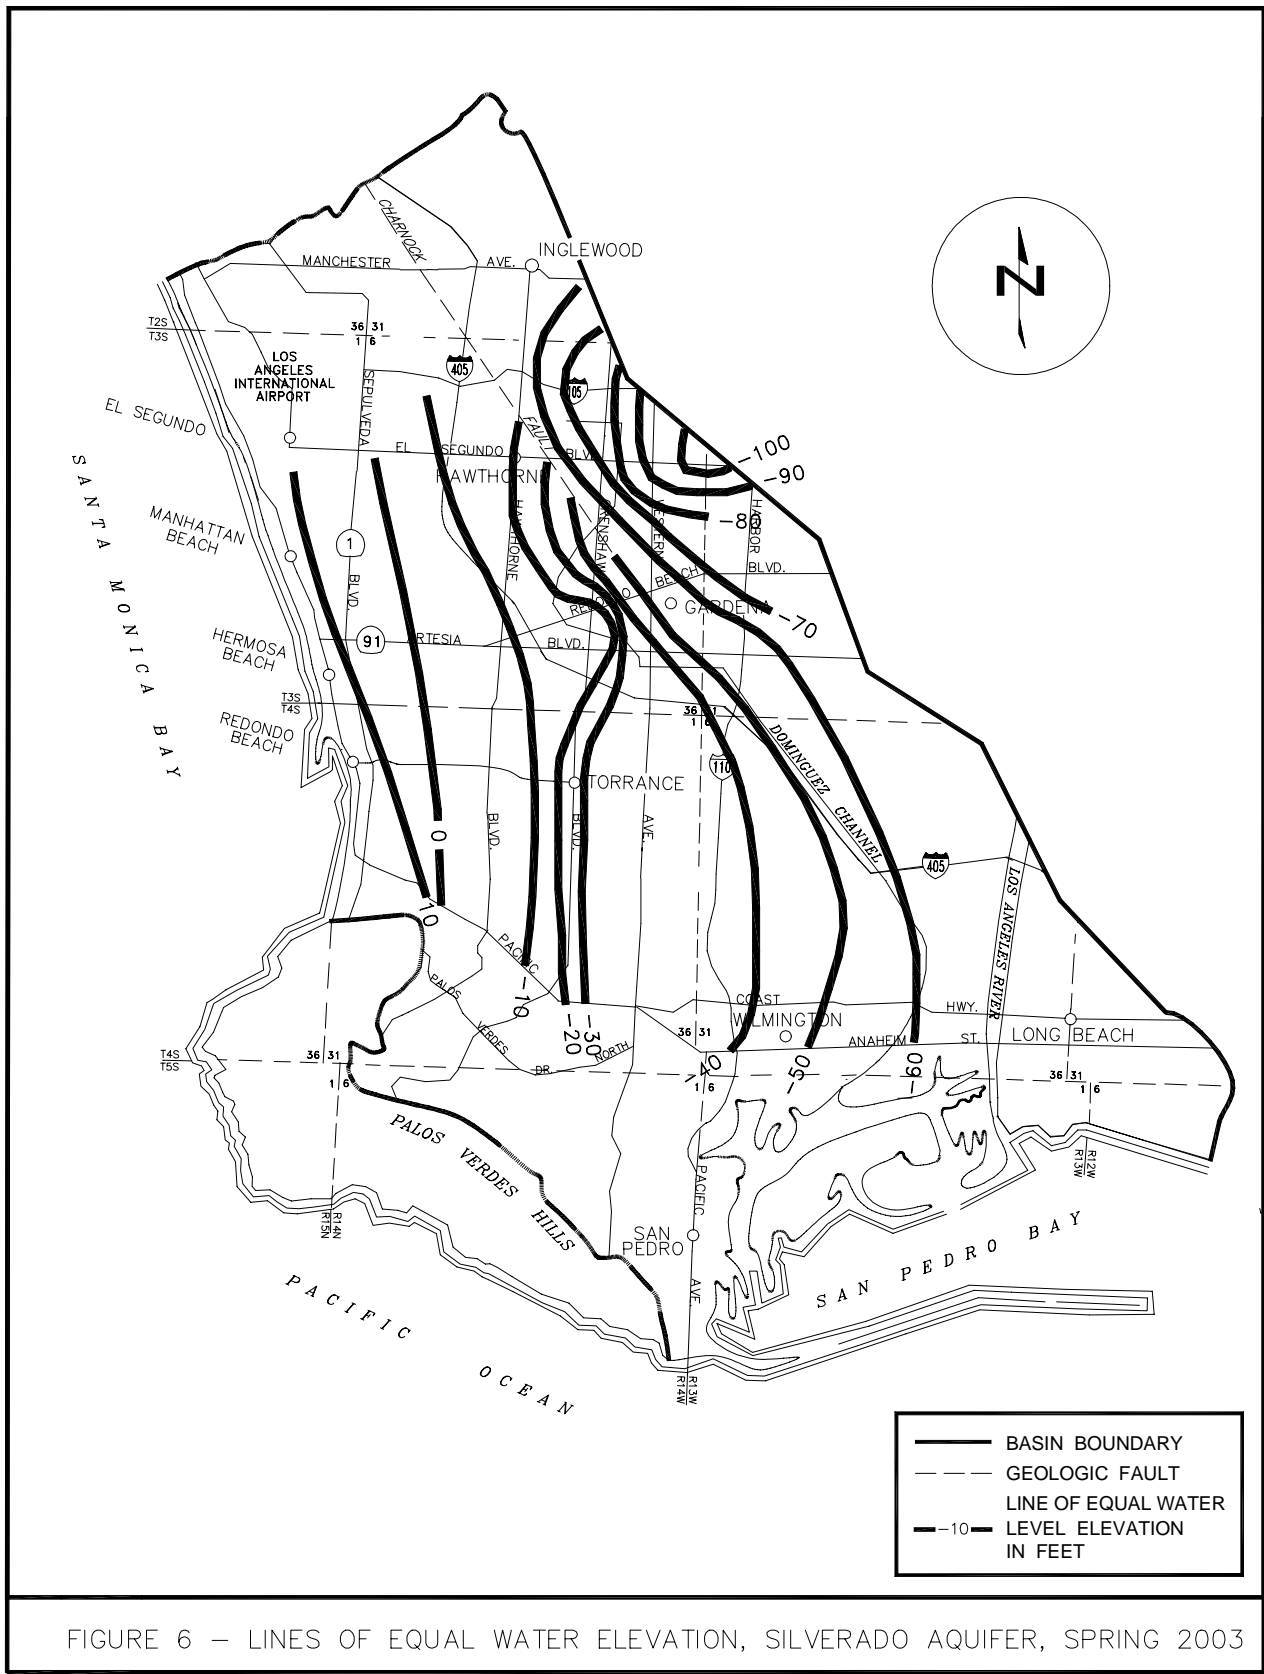 INGLEWOOD
CHARNOCK
MANCHESTER AVE.
T2S
T3S
36 31
1 6
LOS
ANGELES
INTERNATIONAL
AIRPORT
405
105
SEPULVEDA
EL SEGUNDO
FAULT
EL SEGUNDO BLVD.
-100
HAWTHORNE
-90
SANTA MONICA BAY
MANHATTAN
BEACH
HAWTHORNE
CRENSHAW
WESTERN
-80
HARBOR
1
BLVD.
BEACH
BLVD.
REDONDO
GARDENA
-70
HERMOSA
BEACH
91
ARTESIA
BLVD.
T3S
T4S
36 31
1 6
REDONDO
BEACH
DOMINGUEZ CHANNEL
110
TORRANCE
0
BLVD.
BLVD.
AVE.
405
LOS ANGELES RIVER
10
PACIFIC
PALOS
-10
COAST
HWY.
WILMINGTON
LONG BEACH
VERDES
-20
-30
NORTH
36 31
ANAHEIM ST.
T4S
T5S
36 31
DR.
-40
-50
-60
36 31
1 6
1 6
1 6
PALOS VERDES HILLS
R13W
R12W
PACIFIC
R15N
R14N
SAN
PEDRO
SAN PEDRO BAY
AVE.
PACIFIC OCEAN
R14W
R13W
BASIN BOUNDARY
GEOLOGIC FAULT
LINE OF EQUAL WATER
-10 LEVEL ELEVATION
IN FEET
N
FIGURE 6 – LINES OF EQUAL WATER ELEVATION, SILVERADO AQUIFER, SPRING 2003